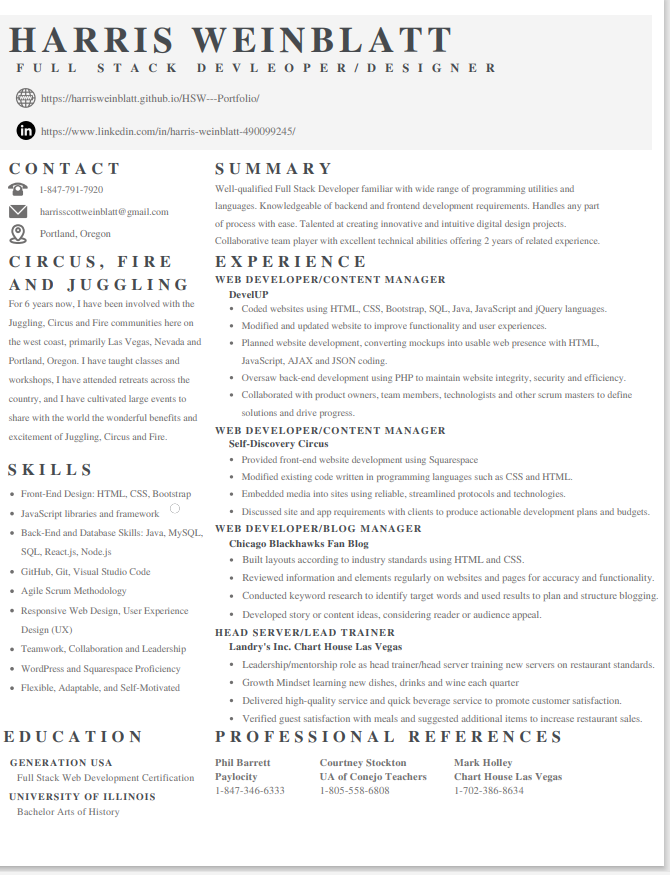 HARRIS WEINBLATT
FULL STACK DEVLEOPER/DESIGNER
https://harrisweinblatt.github.io/HSW---Portfolio/
in
https://www.linkedin.com/in/harris-weinblatt-490099245/
CONTACT
1-847-791-7920
harrisscottweinblatt@gmail.com
Portland, Oregon
CIRCUS, FIRE
AND JUGGLING
For 6 years now, I have been involved with the
Juggling, Circus and Fire communities here on
the west coast, primarily Las Vegas, Nevada and
Portland, Oregon. I have taught classes and
workshops, I have attended retreats across the
country, and I have cultivated large events to
share with the world the wonderful benefits and
excitement of Juggling, Circus and Fire.
SKILLS
• Front-End Design: HTML, CSS, Bootstrap
• JavaScript libraries and framework
• Back-End and Database Skills: Java, MySQL,
SQL, React.js, Node.js
• GitHub, Git, Visual Studio Code
• Agile Scrum Methodology
• Responsive Web Design, User Experience
Design (UX)
• Teamwork, Collaboration and Leadership
• WordPress and Squarespace Proficiency
• Flexible, Adaptable, and Self-Motivated
EDUCATION
GENERATION USA
Full Stack Web Development Certification
UNIVERSITY OF ILLINOIS
Bachelor Arts of History
SUMMARY
Well-qualified Full Stack Developer familiar with wide range of programming utilities and
languages. Knowledgeable of backend and frontend development requirements. Handles any part
of process with ease. Talented at creating innovative and intuitive digital design projects.
Collaborative team player with excellent technical abilities offering 2 years of related experience.
EXPERIENCE
WEB DEVELOPER/CONTENT MANAGER
DevelUP
• Coded websites using HTML, CSS, Bootstrap, SQL, Java, JavaScript and jQuery languages.
• Modified and updated website to improve functionality and user experiences.
• Planned website development, converting mockups into usable web presence with HTML,
JavaScript, AJAX and JSON coding.
• Oversaw back-end development using PHP to maintain website integrity, security and efficiency.
• Collaborated with product owners, team members, technologists and other scrum masters to define
solutions and drive progress.
WEB DEVELOPER/CONTENT MANAGER
Self-Discovery Circus
• Provided front-end website development using Squarespace
• Modified existing code written in programming languages such as CSS and HTML.
• Embedded media into sites using reliable, streamlined protocols and technologies.
• Discussed site and app requirements with clients to produce actionable development plans and budgets.
WEB DEVELOPER/BLOG MANAGER
Chicago Blackhawks Fan Blog
• Built layouts according to industry standards using HTML and CSS.
• Reviewed information and elements regularly on websites and pages for accuracy and functionality.
• Conducted keyword research to identify target words and used results to plan and structure blogging.
• Developed story or content ideas, considering reader or audience appeal.
HEAD SERVER/LEAD TRAINER
Landry's Inc. Chart House Las Vegas
• Leadership/mentorship role as head trainer/head server training new servers on restaurant standards.
• Growth Mindset learning new dishes, drinks and wine each quarter
• Delivered high-quality service and quick beverage service to promote customer satisfaction.
• Verified guest satisfaction with meals and suggested additional items to increase restaurant sales.
PROFESSIONAL REFERENCES
Phil Barrett
Paylocity
1-847-346-6333
Courtney Stockton
UA of Conejo Teachers
1-805-558-6808
Mark Holley
Chart House Las Vegas
1-702-386-8634